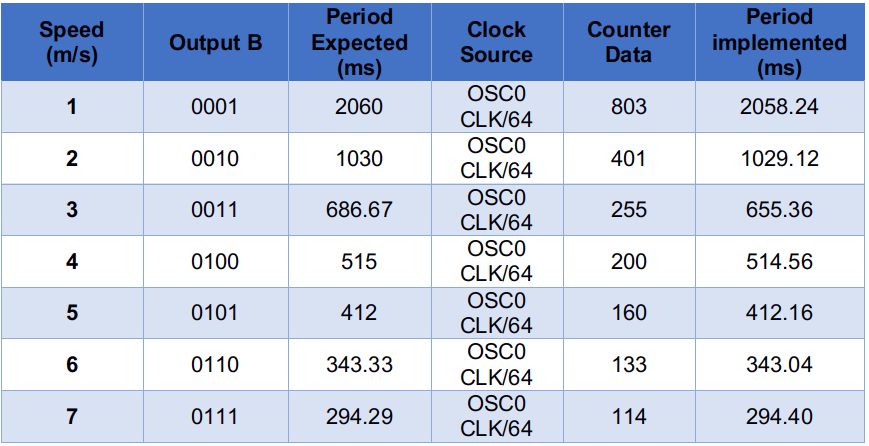 Speed (m/s) Output B Period Expected (ms) Clock Source Counter Data Period implemented (ms)
1 0001 2060 OSC0 CLK/64 803 2058.24
2 0010 1030 OSC0 CLK/64 401 1029.12
3 0011 686.67 OSC0 CLK/64 255 655.36
4 0100 515 OSC0 CLK/64 200 514.56
5 0101 412 OSC0 CLK/64 160 412.16
6 0110 343.33 OSC0 CLK/64 133 343.04
7 0111 294.29 OSC0 CLK/64 114 294.40